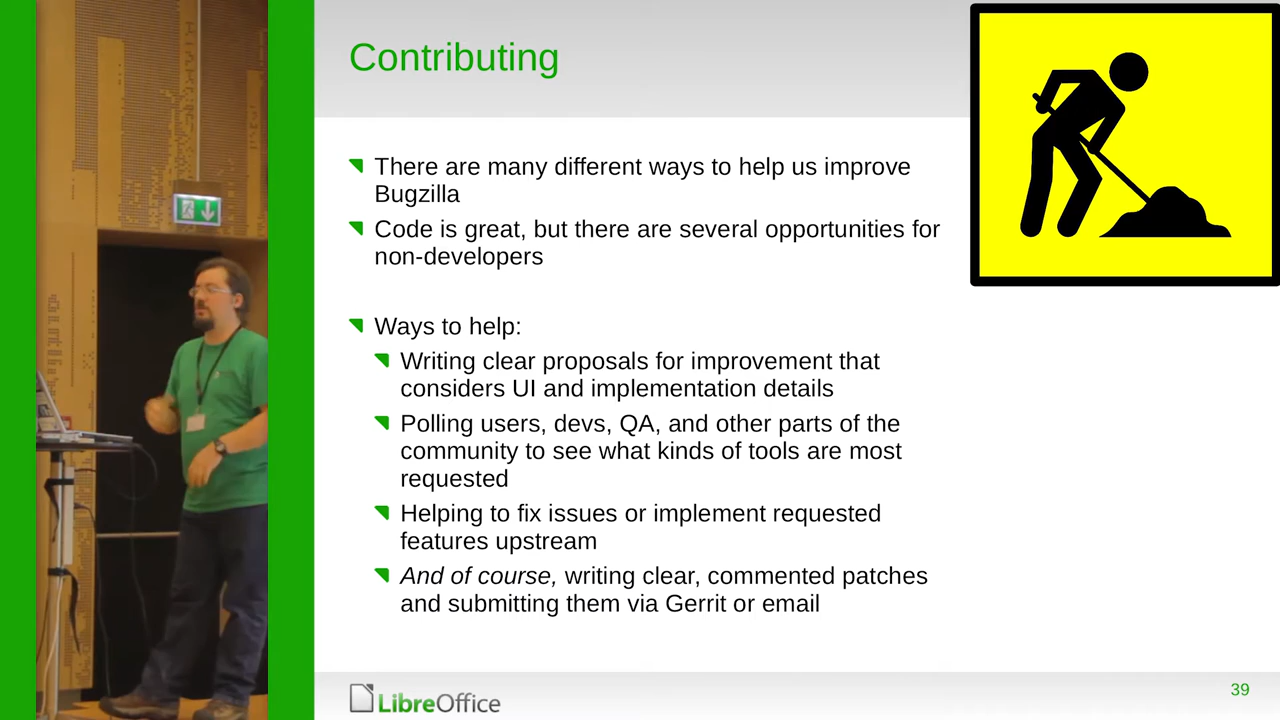 Contributing
There are many different ways to help us improve
Bugzilla
Code is great, but there are several opportunities for
non-developers
Ways to help:
Writing clear proposals for improvement that
considers UI and implementation details
Polling users, devs, QA, and other parts of the
community to see what kinds of tools are most
requested
Helping to fix issues or implement requested
features upstream
And of course, writing clear, commented patches
and submitting them via Gerrit or email
LibreOffice
39